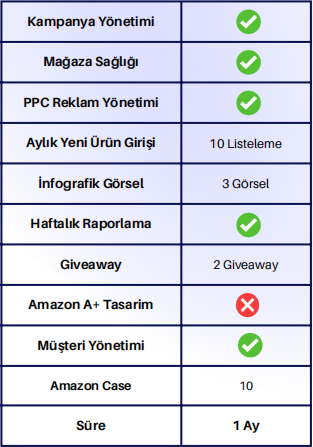 Kampanya Yönetimi
Mağaza Sağlığı
PPC Reklam Yönetimi
Aylık Yeni Ürün Girişi 10 Listeleme
İnfografik Görsel 3 Görsel
Haftalık Raporlama
Giveaway 2 Giveaway
Amazon A+ Tasarim
Müşteri Yönetimi
Amazon Case 10
Süre 1 Ay